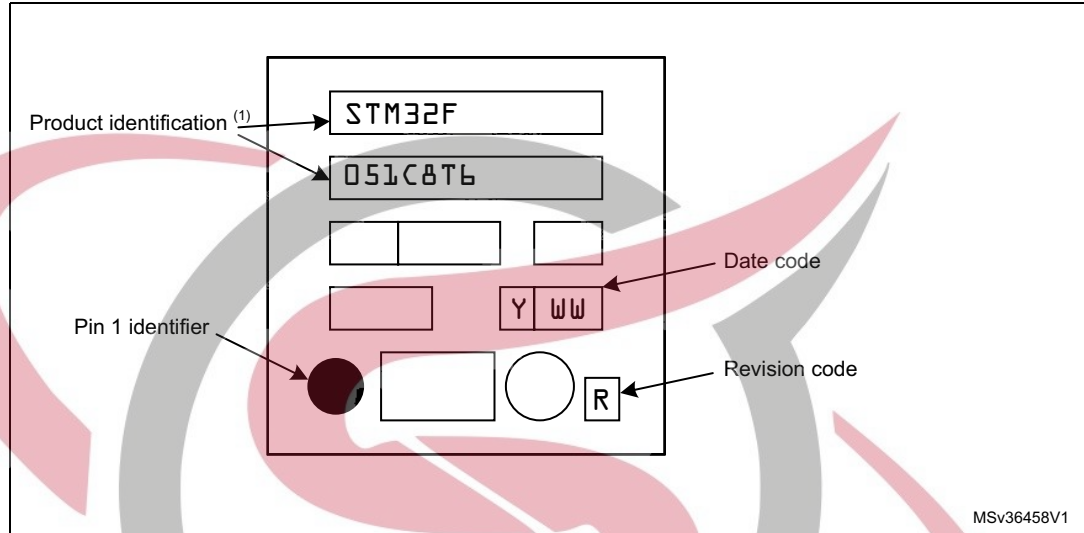 STM32F
Product identification (1)
051C8T6
Date code
Y WW
Pin 1 identifier
Revision code
R
MSv36458V1